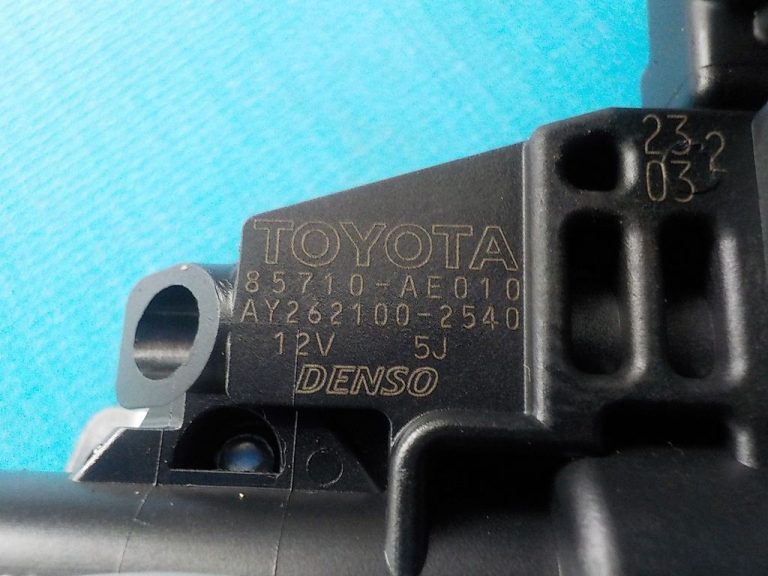 23
2
03
TOYOTA
85710-AE010
AY262100-2540
12V 5J
DENSO